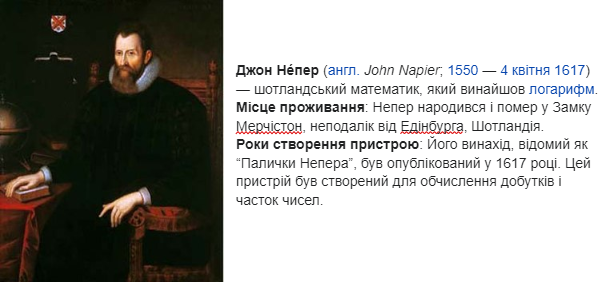 Джон Не́пер (англ. John Napier; 1550 — 4 квітня 1617)
— шотландський математик, який винайшов логарифм.
Місце проживання: Непер народився і помер у Замку
Мерчістон, неподалік від Едінбурга, Шотландія.
Роки створення пристрою: Його винахід, відомий як
“Палички Непера”, був опублікований у 1617 році. Цей
пристрій був створений для обчислення добутків і
часток чисел.